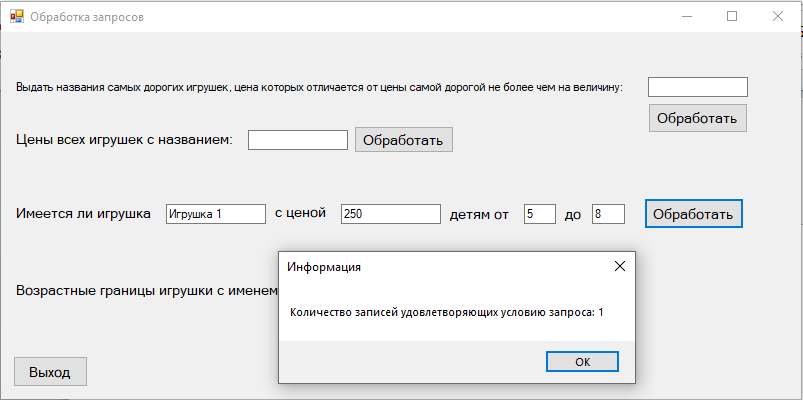 Обработка запросов
Выдать названия самых дорогих игрушек, цена которых отличается от цены самой дорогой не более чем на величину:
Обработать
Цены всех игрушек с названием: Обработать
Имеется ли игрушка Игрушка 1 с ценой 250 детям от 5 до 8 Обработать
Информация
Количество записей удовлетворяющих условию запроса: 1
Возрастные границы игрушки с именем
ОК
Выход